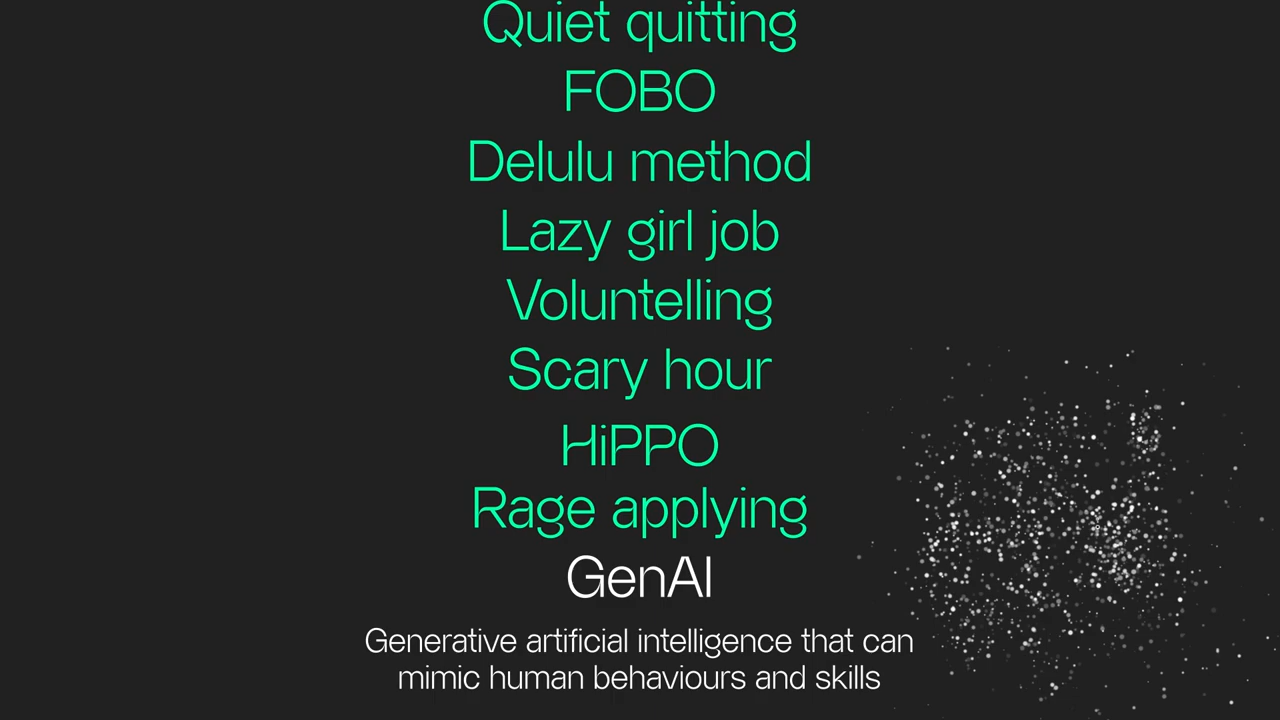 Quiet quitting
FOBO
Delulu method
Lazy girl job
Voluntelling
Scary hour
HiPPO
Rage applying
GenAI
Generative artificial intelligence that can
mimic human behaviours and skills